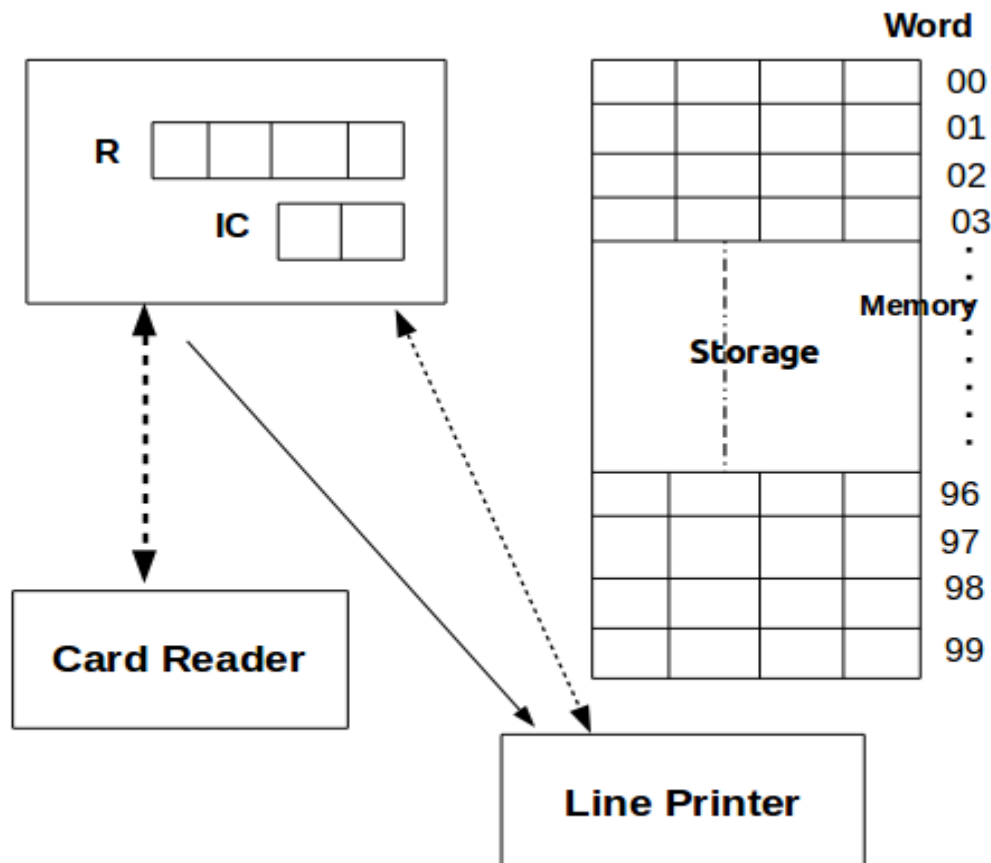 Word
00
R
01
02
IC
03
Memory
Storage
96
97
98
Card Reader
99
Line Printer